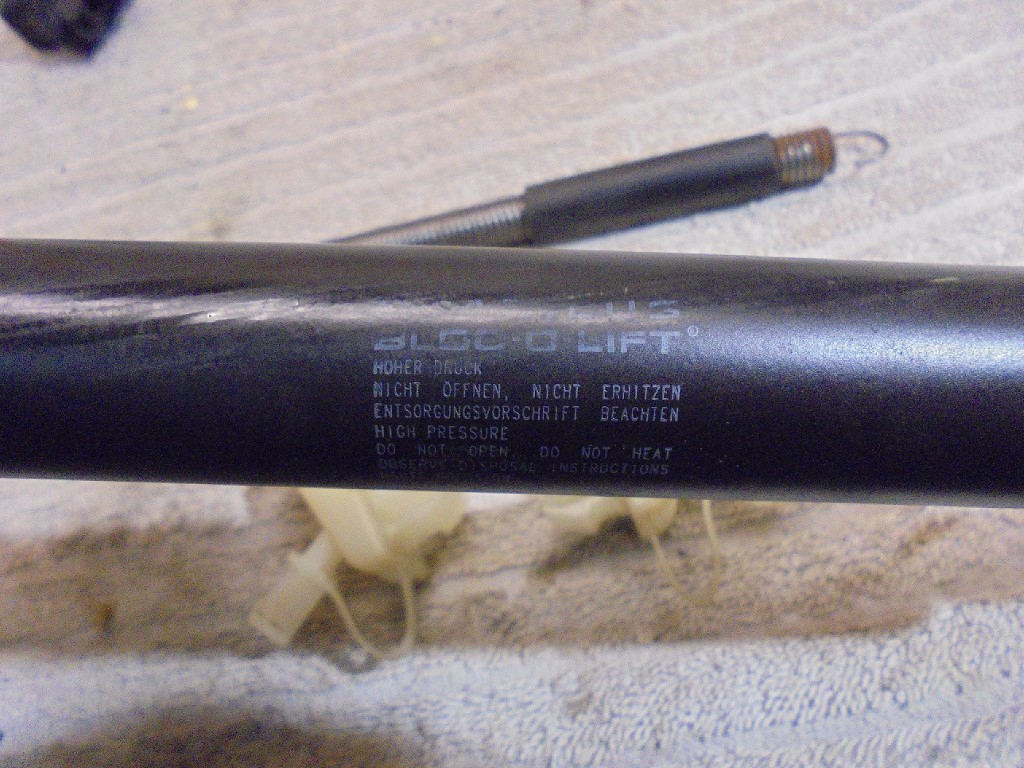 BLOC-O-LIFT®
HOHER DRUCK
NICHT ÖFFNEN, NICHT ERHITZEN
ENTSORGUNGSVORSCHRIFT BEACHTEN
HIGH PRESSURE
DO NOT OPEN, DO NOT HEAT
OBSERVE DISPOSAL INSTRUCTIONS